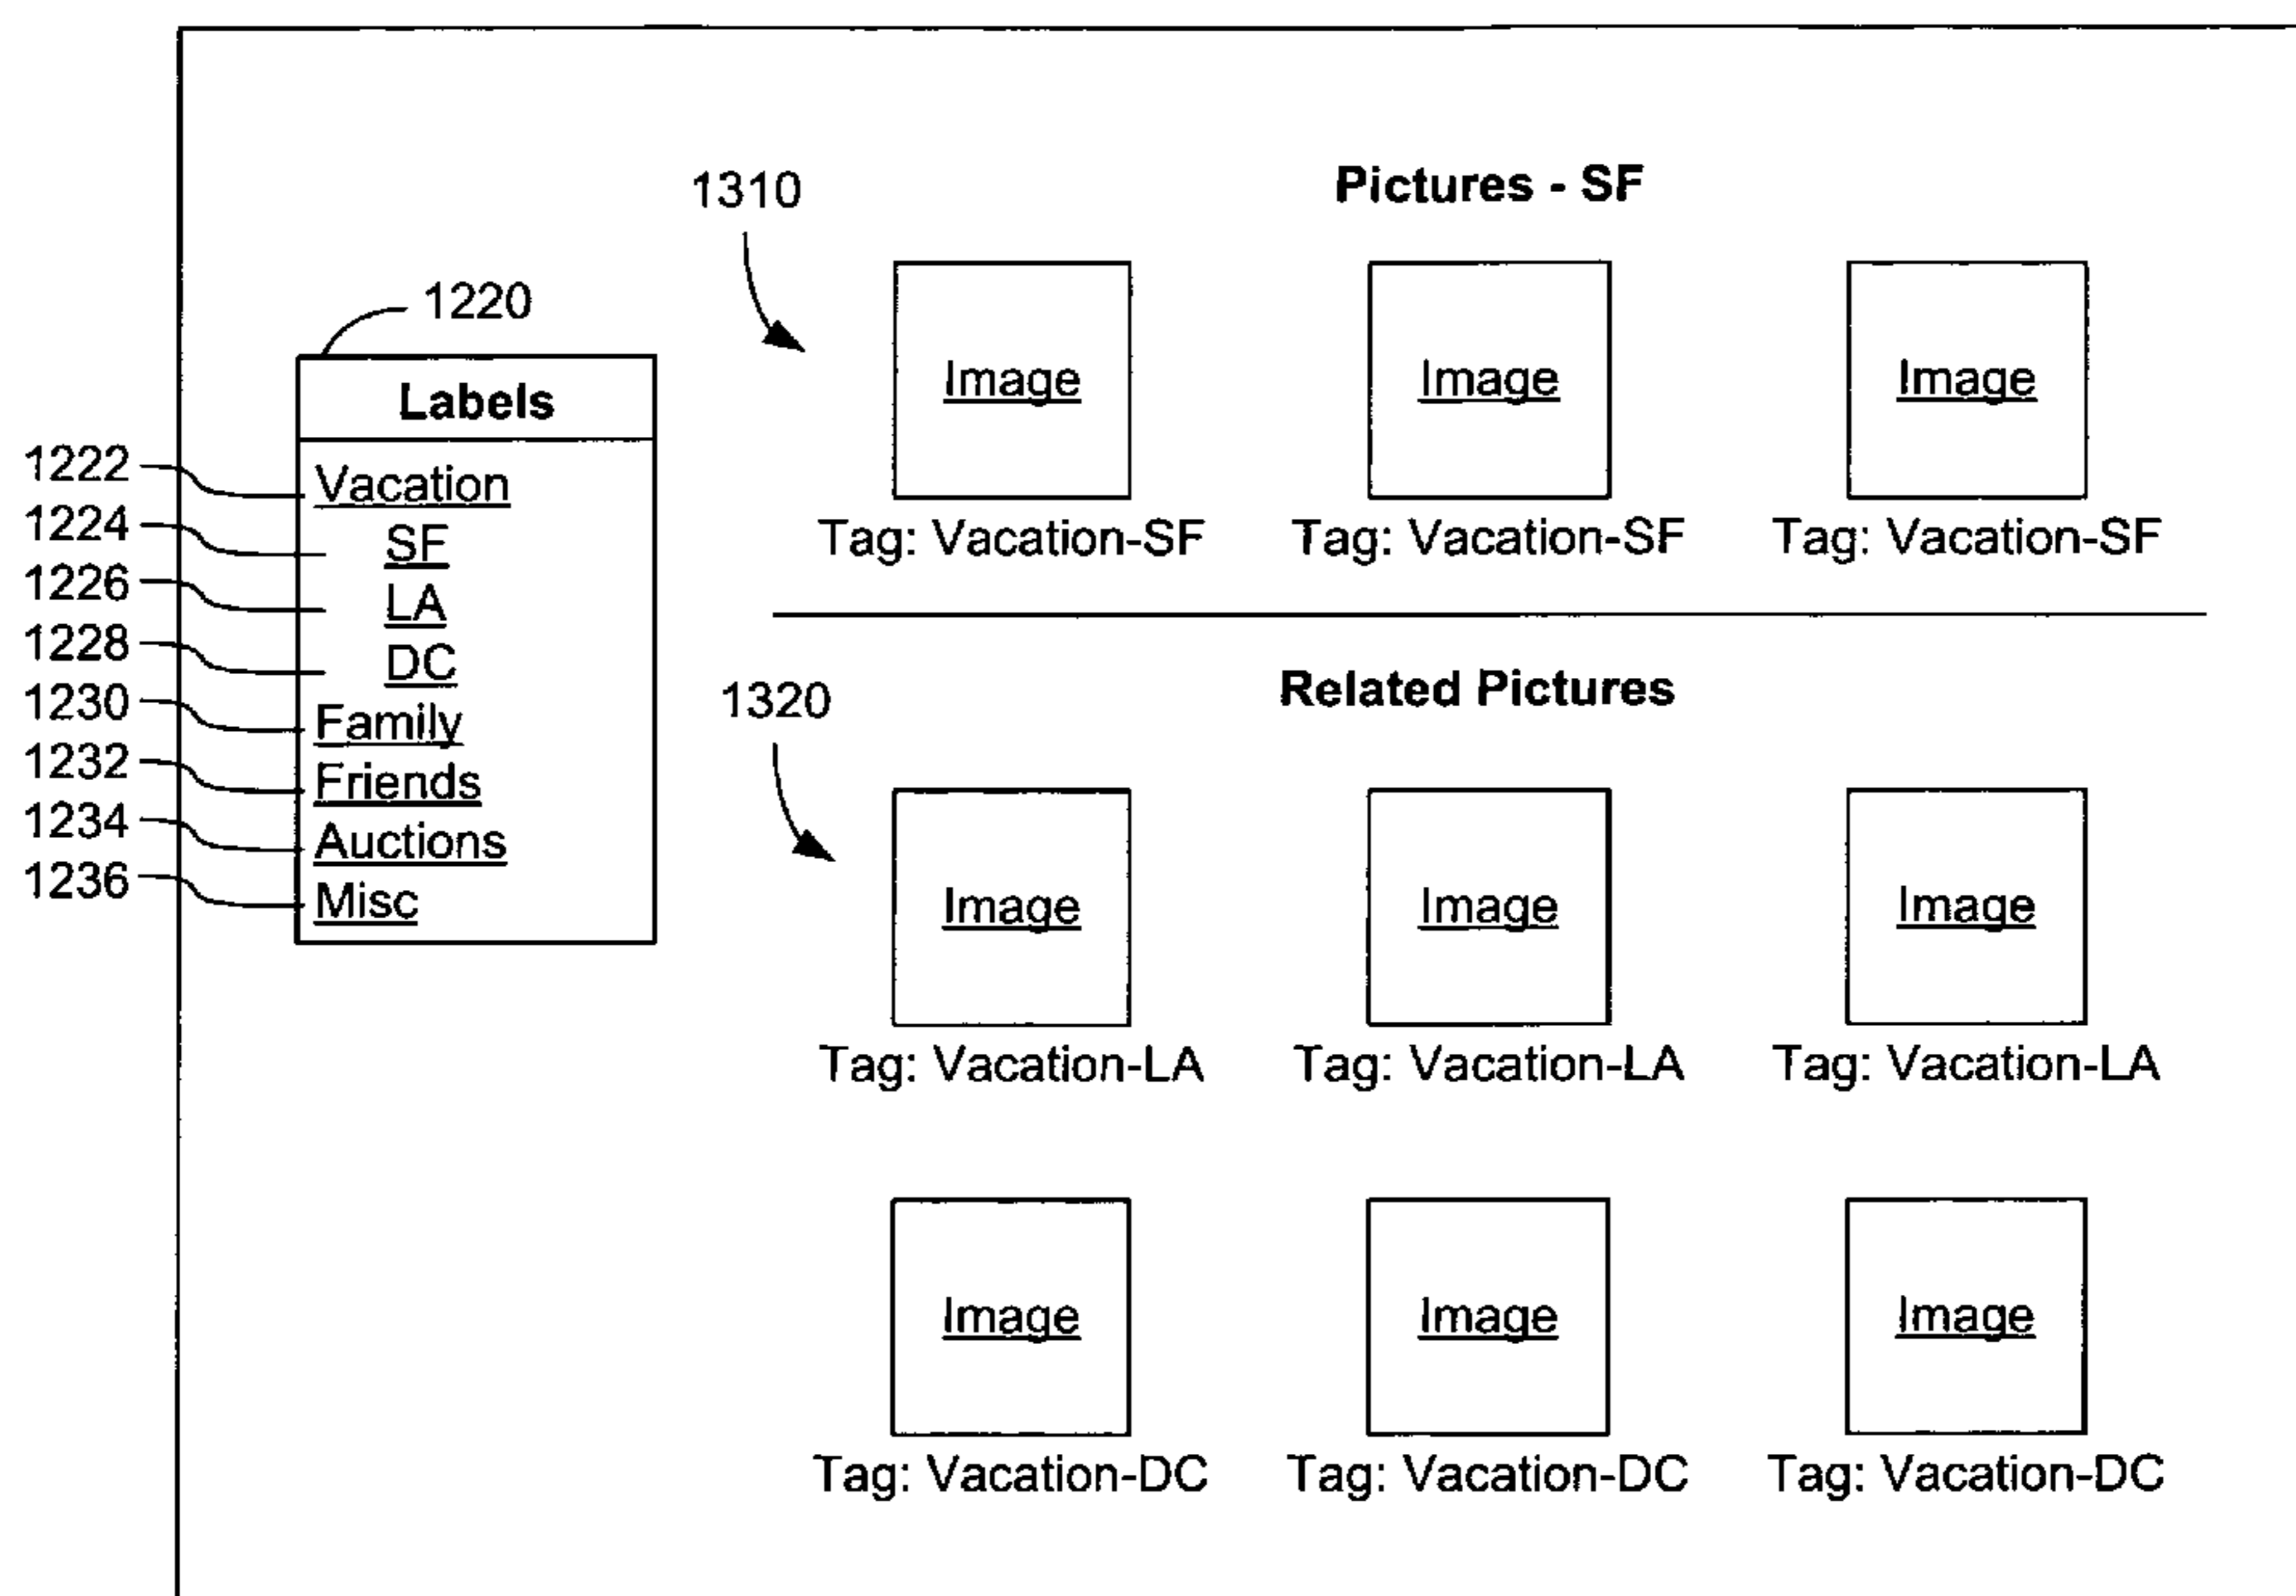 1220
Labels
1222 Vacation
1224 SF
1226 LA
1228 DC
1230 Family
1232 Friends
1234 Auctions
1236 Misc
1310
Pictures - SF
Image Image Image
Tag: Vacation-SF Tag: Vacation-SF Tag: Vacation-SF
1320
Related Pictures
Image Image Image
Tag: Vacation-LA Tag: Vacation-LA Tag: Vacation-LA
Image Image Image
Tag: Vacation-DC Tag: Vacation-DC Tag: Vacation-DC